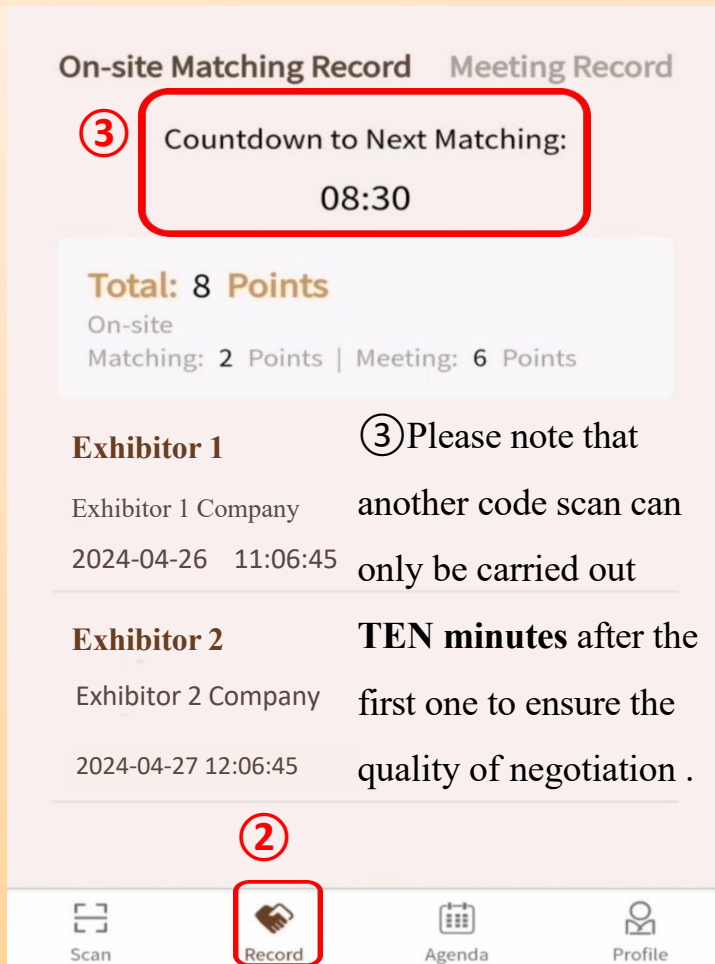 On-site Matching Record Meeting Record
③
Countdown to Next Matching:
08:30
Total: 8 Points
On-site
Matching: 2 Points | Meeting: 6 Points
Exhibitor 1
Exhibitor 1 Company
2024-04-26 11:06:45
Exhibitor 2
Exhibitor 2 Company
2024-04-27 12:06:45
③Please note that
another code scan can
only be carried out
TEN minutes after the
first one to ensure the
quality of negotiation .
②
Scan Record Agenda Profile